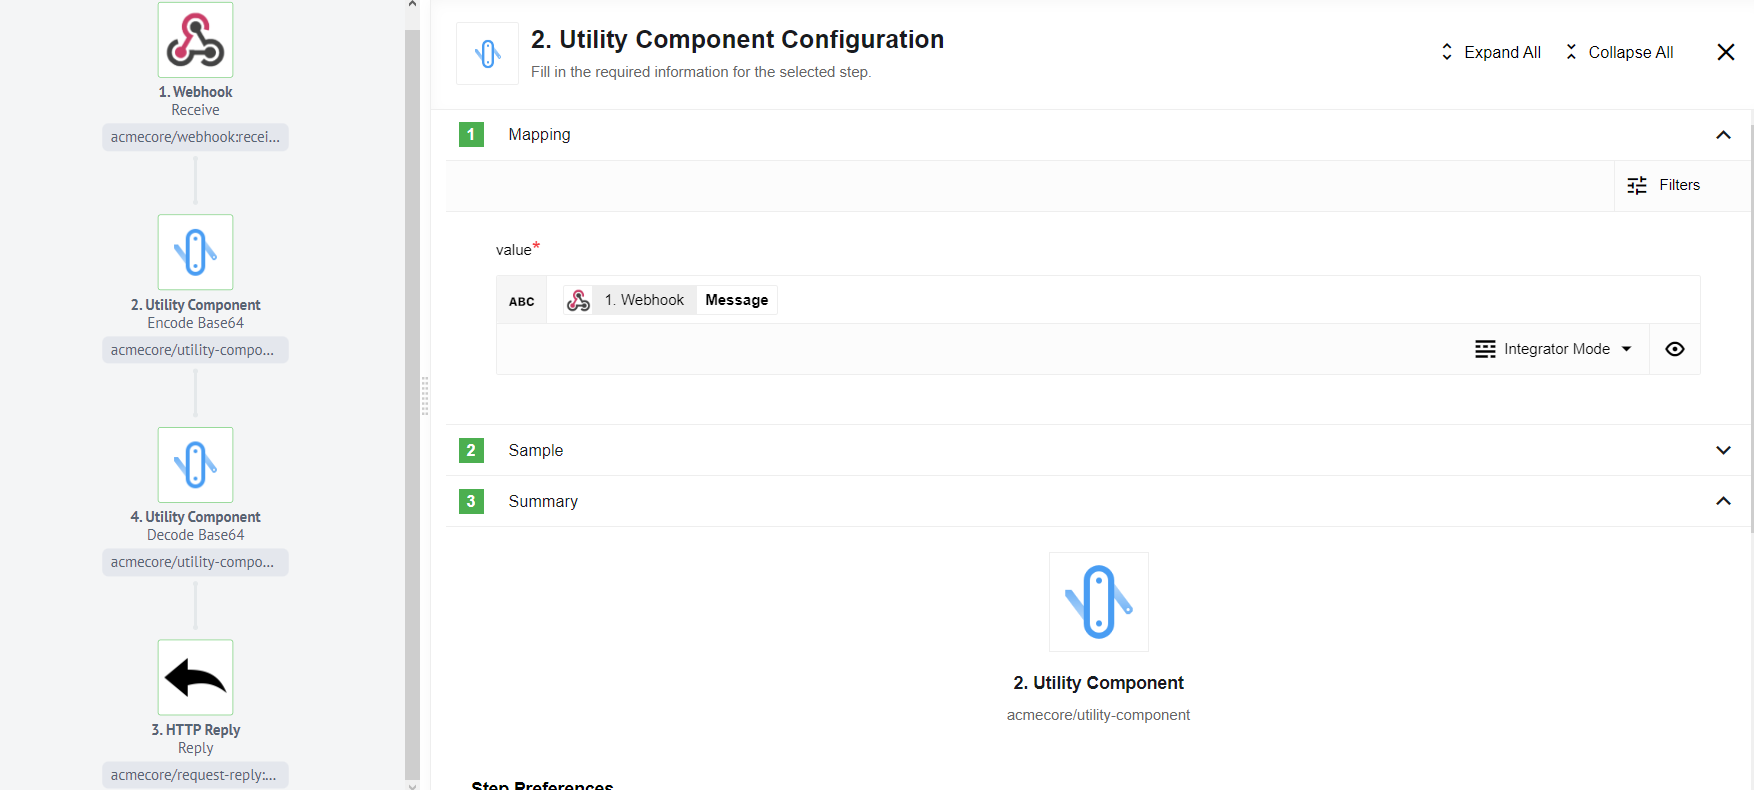 1. Webhook
Receive
acmecore/webhook:recei...
2. Utility Component
Encode Base64
acmecore/utility-compo...
4. Utility Component
Decode Base64
acmecore/utility-compo...
3. HTTP Reply
Reply
acmecore/request-reply:...
2. Utility Component Configuration
Fill in the required information for the selected step.
Expand All
Collapse All
1 Mapping
Filters
value*
ABC 1. Webhook Message
Integrator Mode
2 Sample
3 Summary
2. Utility Component
acmecore/utility-component
Step Preferences